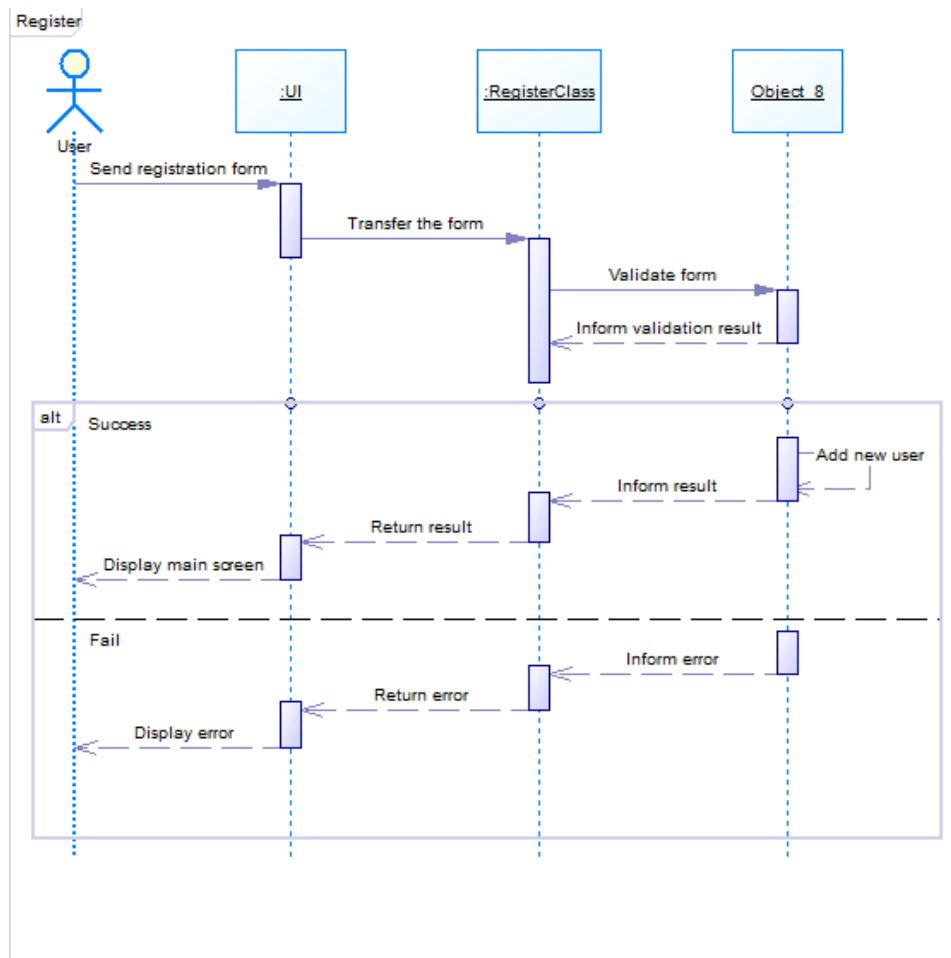 Register
:UI
:RegisterClass
Object_8
User
Send registration form
Transfer the form
Validate form
Inform validation result
alt
Success
Add new user
Inform result
Return result
Display main screen
Fail
Inform error
Return error
Display error